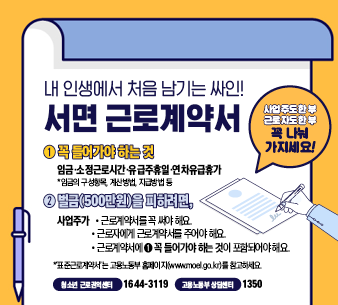 내 인생에서 처음 남기는 싸인!
서면 근로계약서
사업주도 한 부
근로자도 한 부
꼭 나눠
가지세요!
❶ 꼭 들어가야 하는 것
임금·소정근로시간·유급주휴일·연차유급휴가
*임금의 구성항목, 계산방법, 지급방법 등
❷ 벌금(500만원)을 피하려면,
사업주가 • 근로계약서를 꼭 써야 해요.
• 근로자에게 근로계약서를 주어야 해요.
• 근로계약서에 ❶ 꼭 들어가야 하는 것이 포함되어야 해요.
*'표준근로계약서'는 고용노동부 홈페이지(www.moel.go.kr)를 참고하세요.
청소년 근로권익센터 1644-3119 고용노동부 상담센터 1350